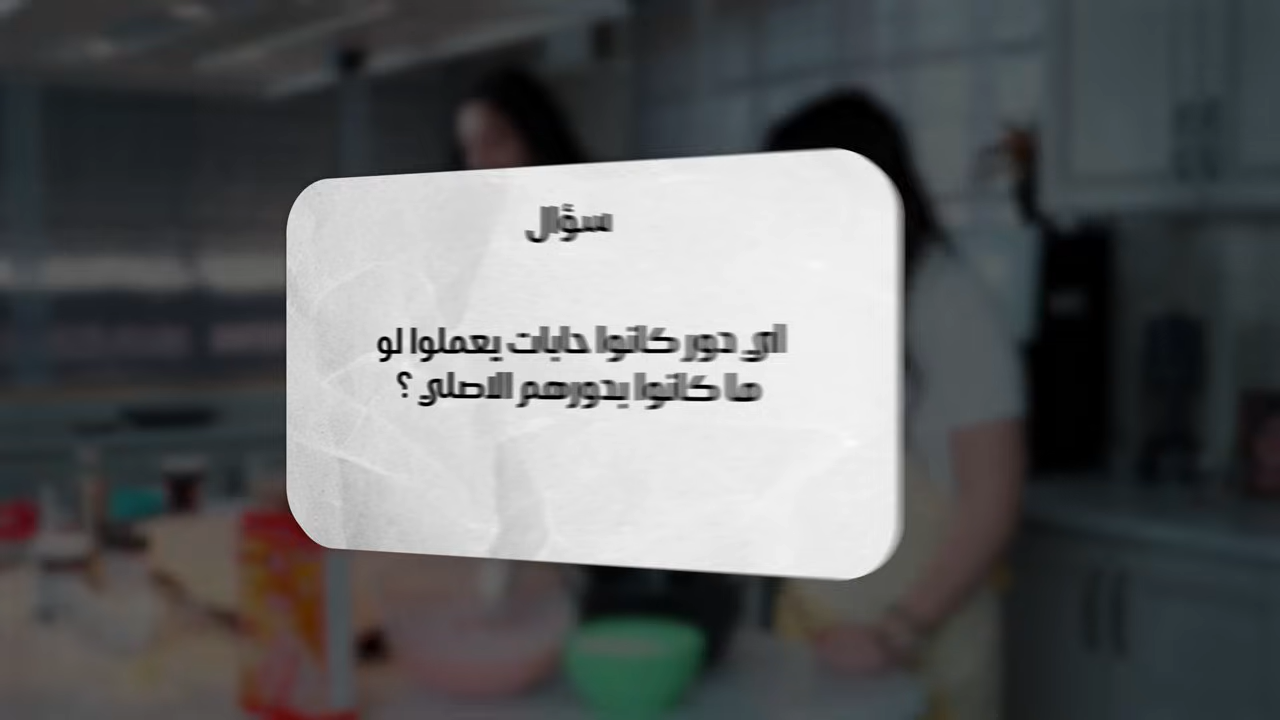 سؤال
اي دور كانوا حابات يعملوا لو
ما كانوا بدورهم الاصلي ؟